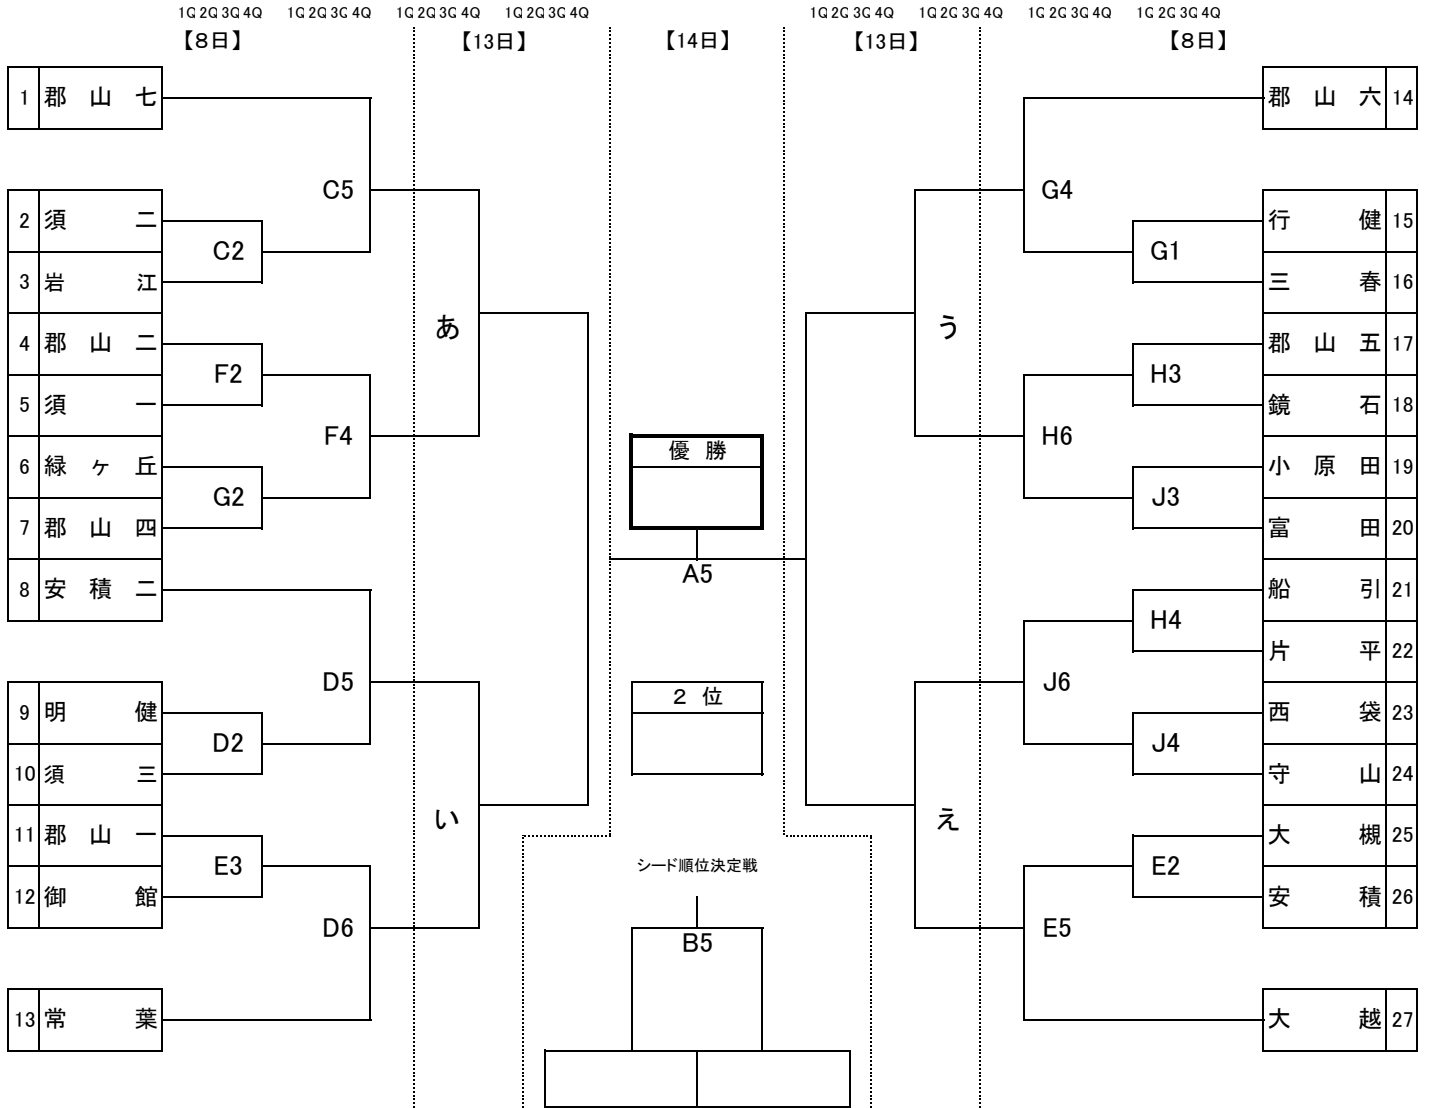 1Q 2Q 3Q 4Q 1Q 2Q 3Q 4Q 1Q 2Q 3Q 4Q 1Q 2Q 3Q 4Q 1Q 2Q 3Q 4Q 1Q 2Q 3Q 4Q 1Q 2Q 3Q 4Q 1Q 2Q 3Q 4Q
【8日】 【13日】 【14日】 【13日】 【8日】
1 郡山七 郡山六 14
C5 G4
2 須二 行健 15
C2 G1
3 岩江 三春 16
あ う
4 郡山二 郡山五 17
F2 H3
5 須一 鏡石 18
F4 H6
優勝
6 緑ヶ丘 小原田 19
G2 J3
7 郡山四 富田 20
A5
8 安積二 船引 21
H4
片平 22
D5 J6
2位
9 明健 西袋 23
D2 J4
10 須三 守山 24
い え
11 郡山一 大槻 25
E3 シード順位決定戦 E2
12 御館 安積 26
D6 B5 E5
13 常葉 大越 27